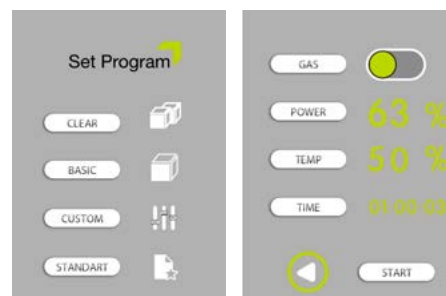 Set Program
CLEAR
BASIC
CUSTOM
STANDART
GAS
POWER 63 %
TEMP 50 %
TIME 01:00:03
START